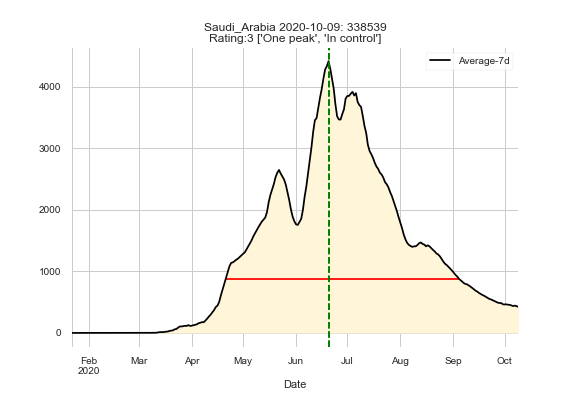 Saudi_Arabia 2020-10-09: 338539
Rating:3 ['One peak', 'In control']
Average-7d
4000
3000
2000
1000
0
Feb
2020
Mar
Apr
May
Jun
Jul
Aug
Sep
Oct
Date